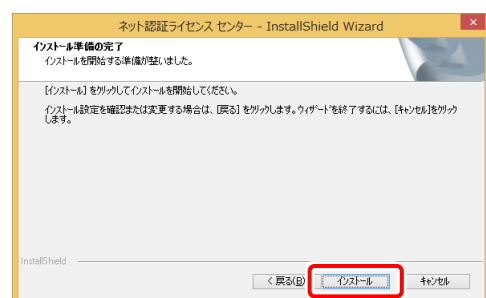 ネット認証ライセンス センター - InstallShield Wizard
インストール準備の完了
インストールを開始する準備が整いました。
[インストール] をクリックしてインストールを開始してください。
インストール設定を確認または変更する場合は、[戻る] をクリックします。ウィザードを終了するには、[キャンセル]をクリック
します。
InstallShield
< 戻る(B)
インストール
キャンセル